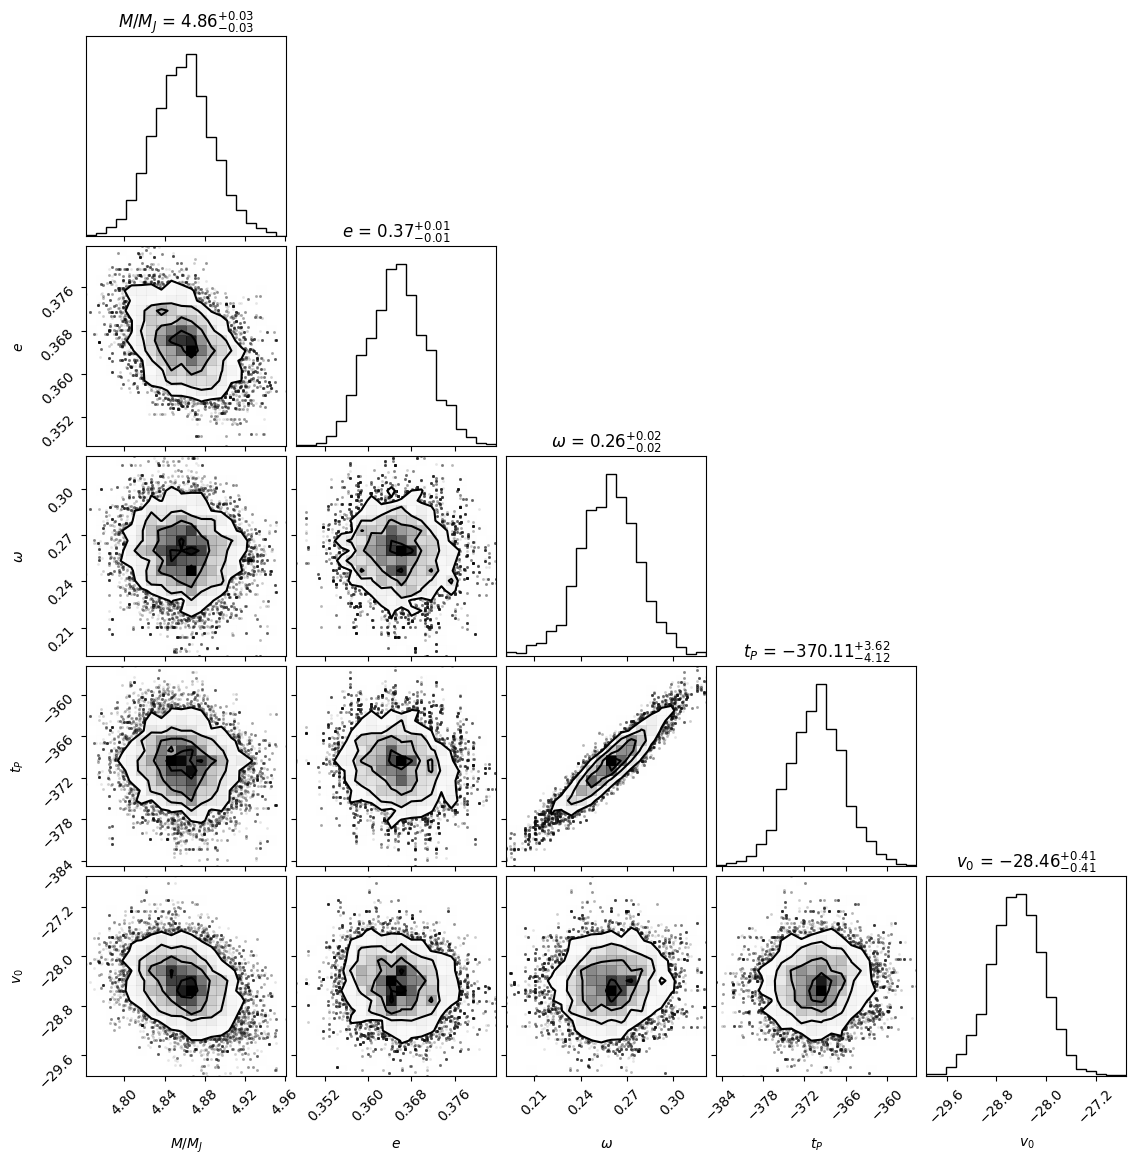 M/M_J = 4.86^{+0.03}_{-0.03}
e = 0.37^{+0.01}_{-0.01}
0.376
0.368
0.360
0.352
e
ω = 0.26^{+0.02}_{-0.02}
0.30
0.27
0.24
0.21
ω
t_P = −370.11^{+3.62}_{-4.12}
−360
−366
−372
−378
−384
t_P
v_0 = −28.46^{+0.41}_{-0.41}
−27.2
−28.0
−28.8
−29.6
v_0
4.80 4.84 4.88 4.92 4.96 0.352 0.360 0.368 0.376 0.21 0.24 0.27 0.30 −384 −378 −372 −366 −360 −29.6 −28.8 −28.0 −27.2
M/M_J e ω t_P v_0